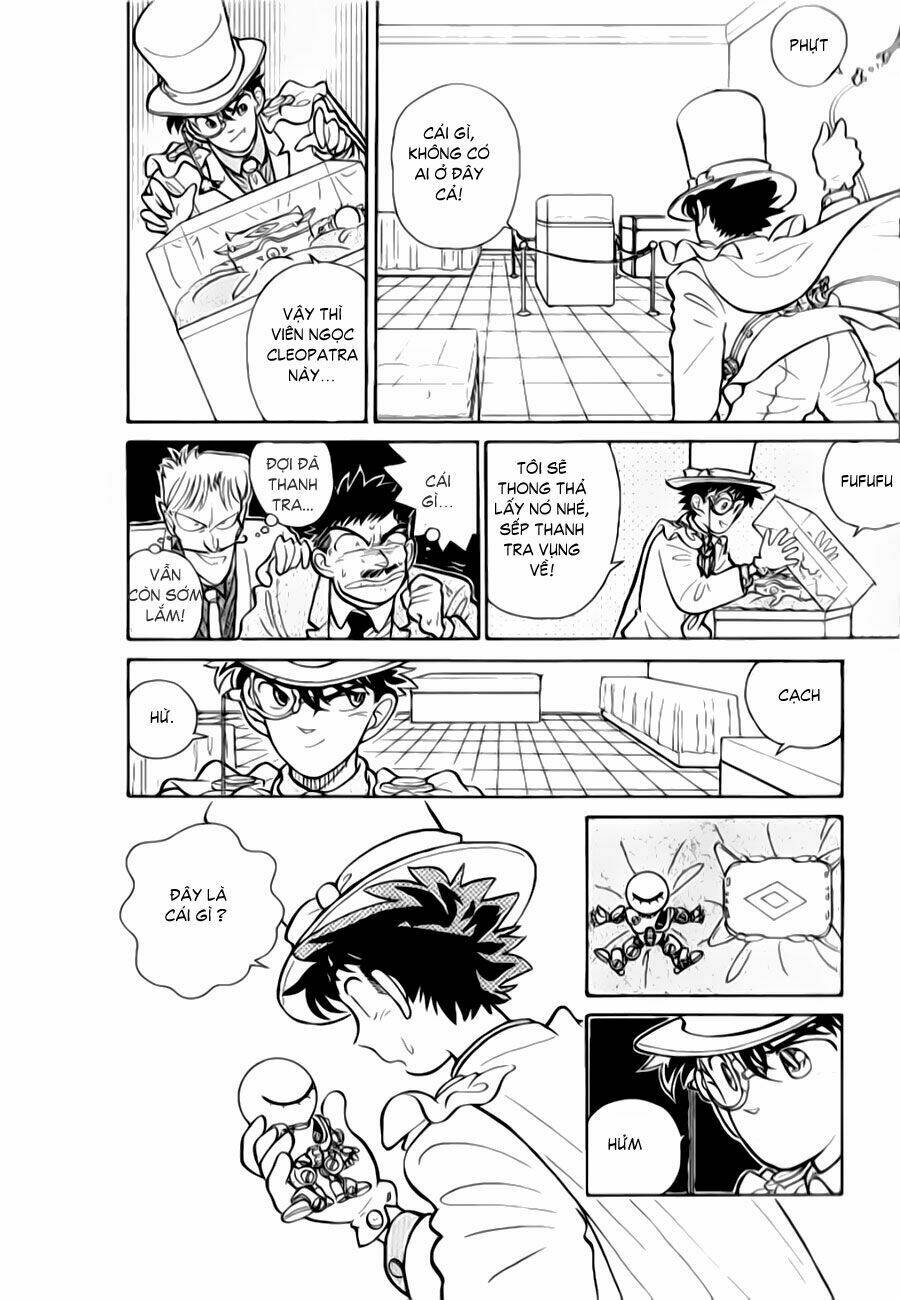 PHỰT
CÁI GÌ,
KHÔNG CÓ
AI Ở ĐÂY
CẢ!
VẬY THÌ
VIÊN NGỌC
CLEOPATRA
NÀY...
FUFUFU
TÔI SẼ
THONG THẢ
LẤY NÓ NHÉ,
SẾP THANH
TRA VỤNG
VỀ!
CÁI
GÌ...
ĐỢI ĐÃ
THANH
TRA...
VẪN
CÒN SỚM
LẮM!
CẠCH
HỪ.
HỬM
ĐÂY LÀ
CÁI GÌ ?